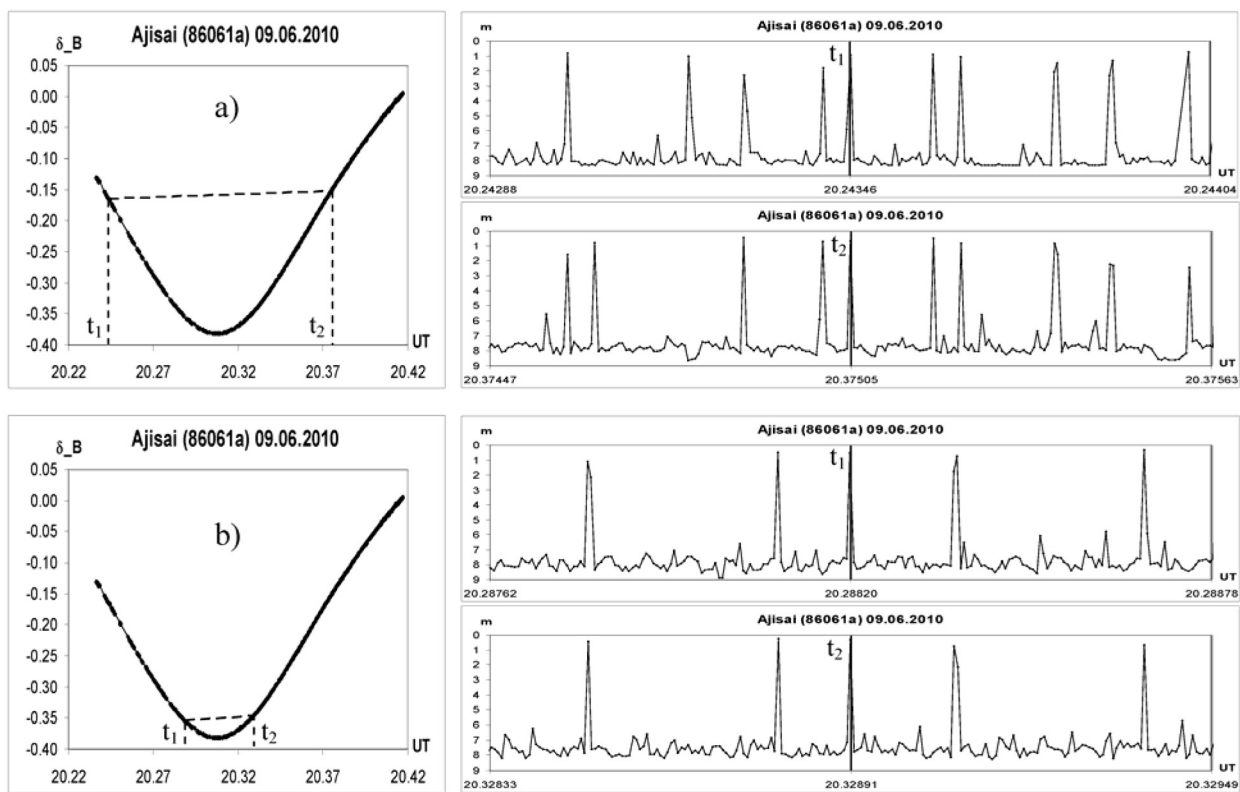 Ajisai (86061a) 09.06.2010
δ_B
a)
0.05
0.00
-0.05
-0.10
-0.15
-0.20
-0.25
-0.30
-0.35
-0.40
t1
t2
UT
20.22
20.27
20.32
20.37
20.42
Ajisai (86061a) 09.06.2010
m
t1
0
1
2
3
4
5
6
7
8
9
UT
20.24288
20.24346
20.24404
Ajisai (86061a) 09.06.2010
m
t2
0
1
2
3
4
5
6
7
8
9
UT
20.37447
20.37505
20.37563
Ajisai (86061a) 09.06.2010
δ_B
b)
0.05
0.00
-0.05
-0.10
-0.15
-0.20
-0.25
-0.30
-0.35
-0.40
t1
t2
UT
20.22
20.27
20.32
20.37
20.42
Ajisai (86061a) 09.06.2010
m
t1
0
1
2
3
4
5
6
7
8
9
UT
20.28762
20.28820
20.28878
Ajisai (86061a) 09.06.2010
m
t2
0
1
2
3
4
5
6
7
8
9
UT
20.32833
20.32891
20.32949